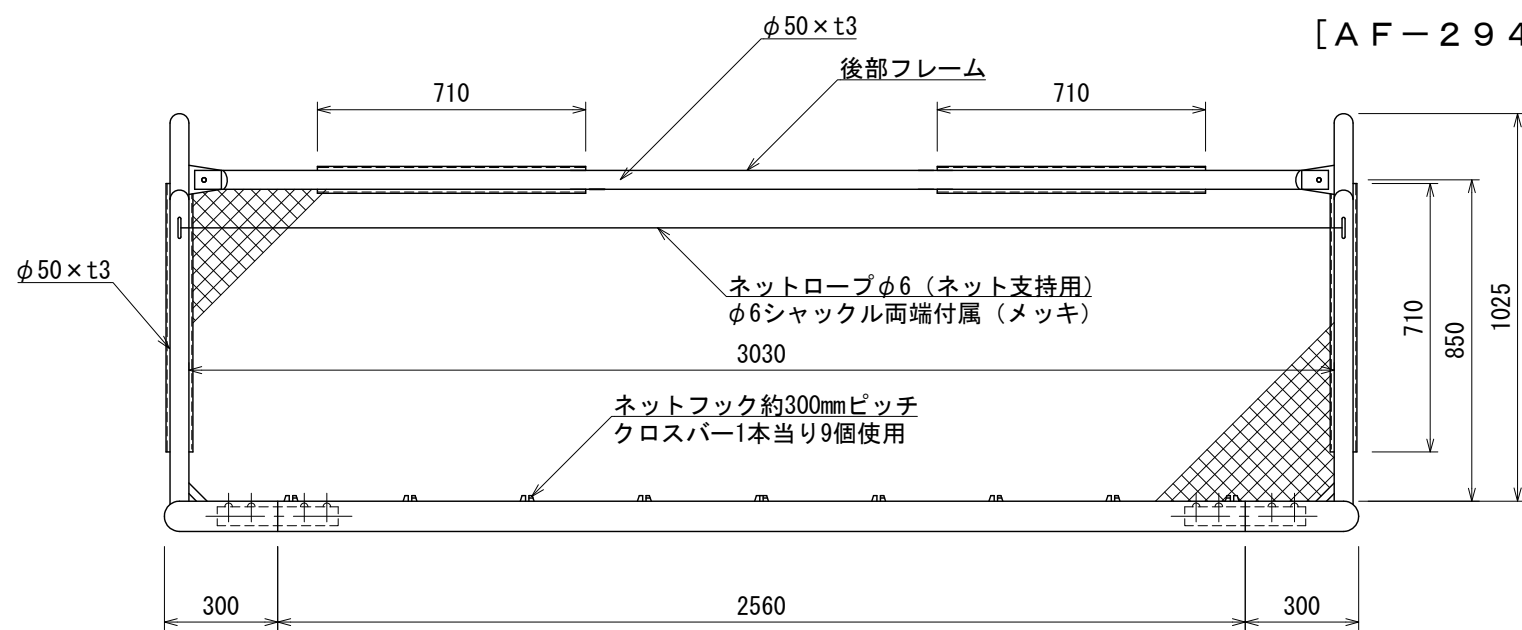 φ50×t3
[ＡＦ－２９４
後部フレーム
710
710
φ50×t3
ネットロープφ6（ネット支持用）
φ6シャックル両端付属（メッキ）
710
850
1025
3030
ネットフック約300mmピッチ
クロスバー1本当り9個使用
300
2560
300